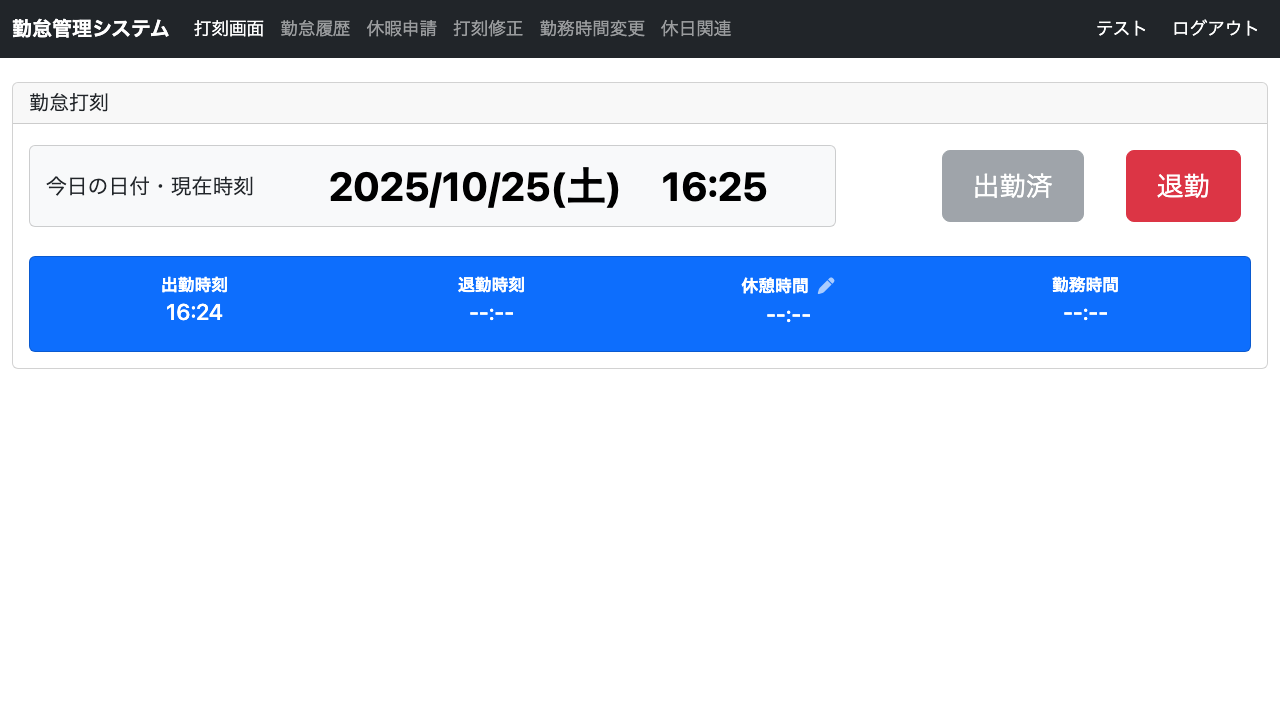 勤怠管理システム 打刻画面 勤怠履歴 休暇申請 打刻修正 勤務時間変更 休日関連 テスト ログアウト
勤怠打刻
今日の日付・現在時刻 2025/10/25(土) 16:25 出勤済 退勤
出勤時刻 退勤時刻 休憩時間 勤務時間
16:24 --:-- --:-- --:--